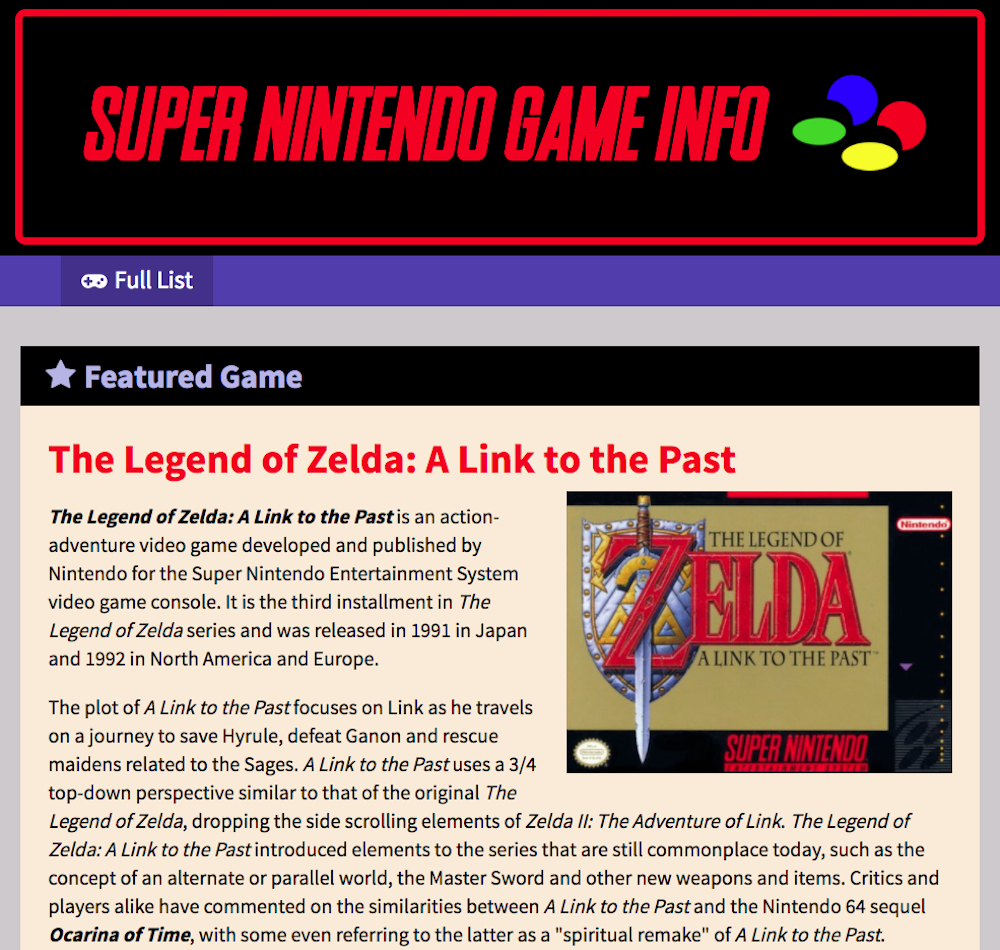 SUPER NINTENDO GAME INFO
Full List
Featured Game
The Legend of Zelda: A Link to the Past
The Legend of Zelda: A Link to the Past is an action-
adventure video game developed and published by
Nintendo for the Super Nintendo Entertainment System
video game console. It is the third installment in The
Legend of Zelda series and was released in 1991 in Japan
and 1992 in North America and Europe.
THE LEGEND OF
ZELDA
A LINK TO THE PAST™
Nintendo
SUPER NINTENDO
ENTERTAINMENT SYSTEM
The plot of A Link to the Past focuses on Link as he travels
on a journey to save Hyrule, defeat Ganon and rescue
maidens related to the Sages. A Link to the Past uses a 3/4
top-down perspective similar to that of the original The
Legend of Zelda, dropping the side scrolling elements of Zelda II: The Adventure of Link. The Legend of
Zelda: A Link to the Past introduced elements to the series that are still commonplace today, such as the
concept of an alternate or parallel world, the Master Sword and other new weapons and items. Critics and
players alike have commented on the similarities between A Link to the Past and the Nintendo 64 sequel
Ocarina of Time, with some even referring to the latter as a "spiritual remake" of A Link to the Past.